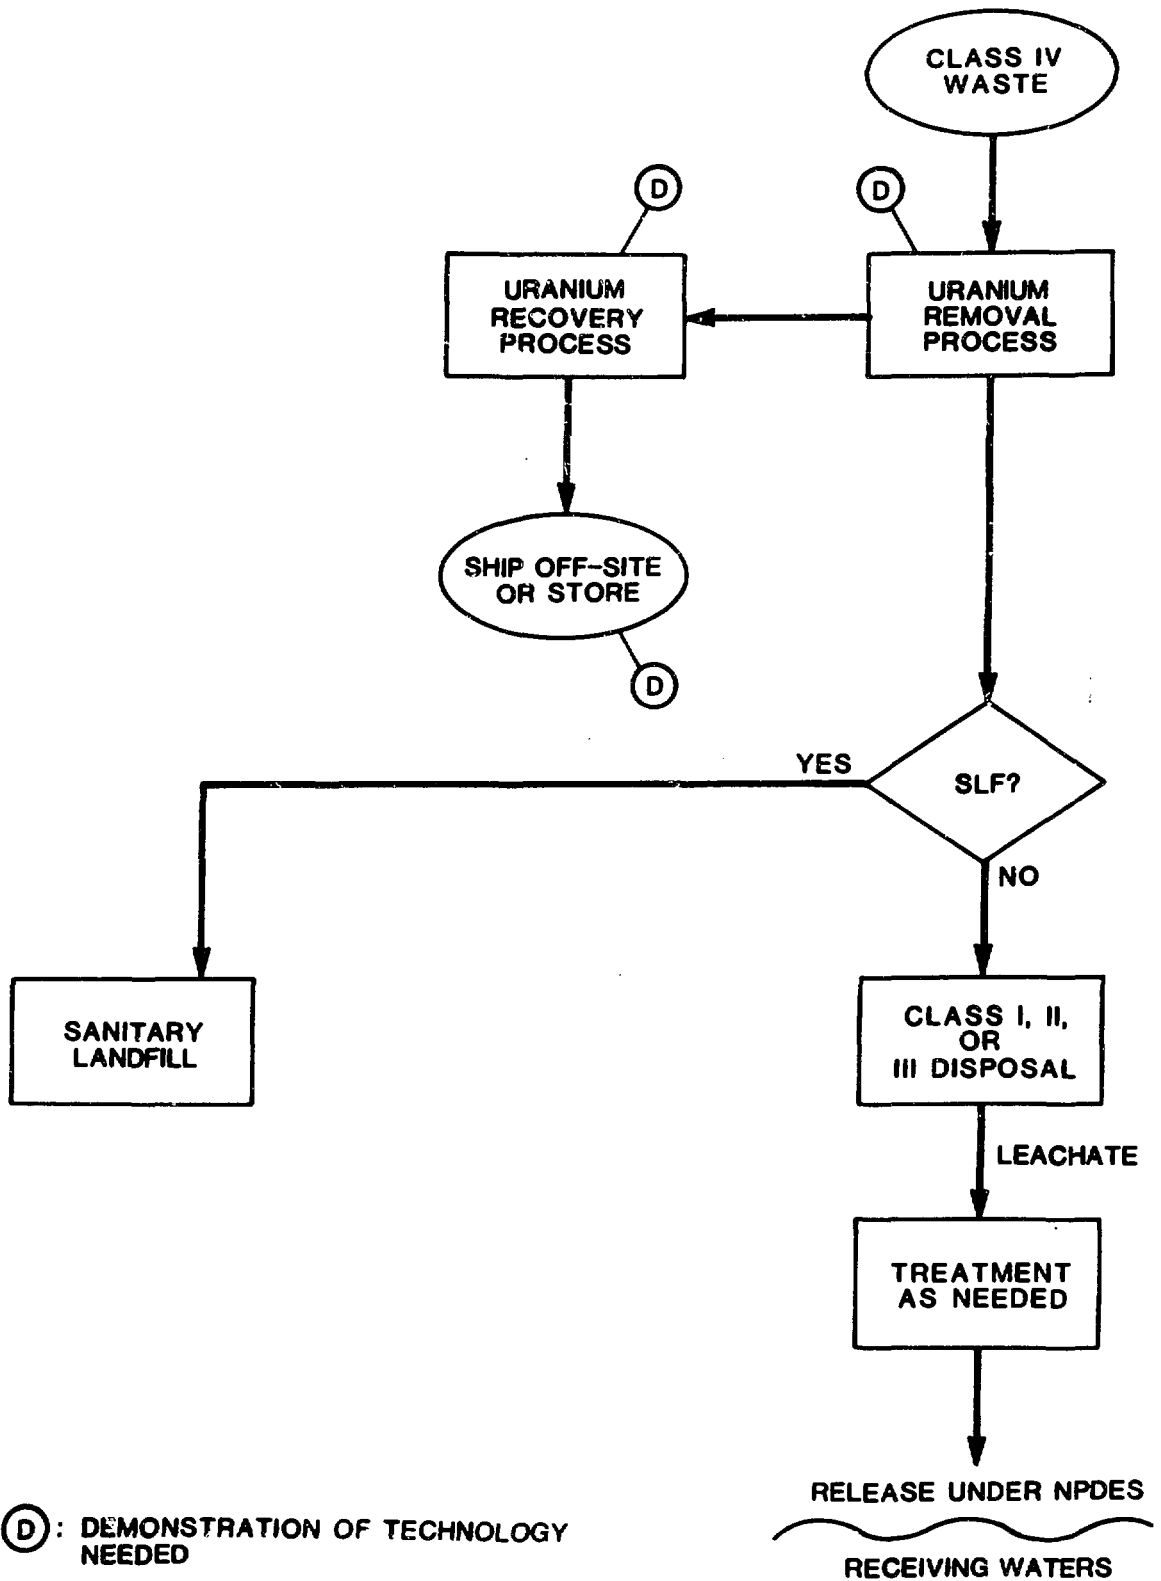 CLASS IV
WASTE
D
D
URANIUM
RECOVERY
PROCESS
URANIUM
REMOVAL
PROCESS
SHIP OFF-SITE
OR STORE
D
YES
SLF?
NO
SANITARY
LANDFILL
CLASS I, II,
OR
III DISPOSAL
LEACHATE
TREATMENT
AS NEEDED
RELEASE UNDER NPDES
RECEIVING WATERS
D : DEMONSTRATION OF TECHNOLOGY
NEEDED